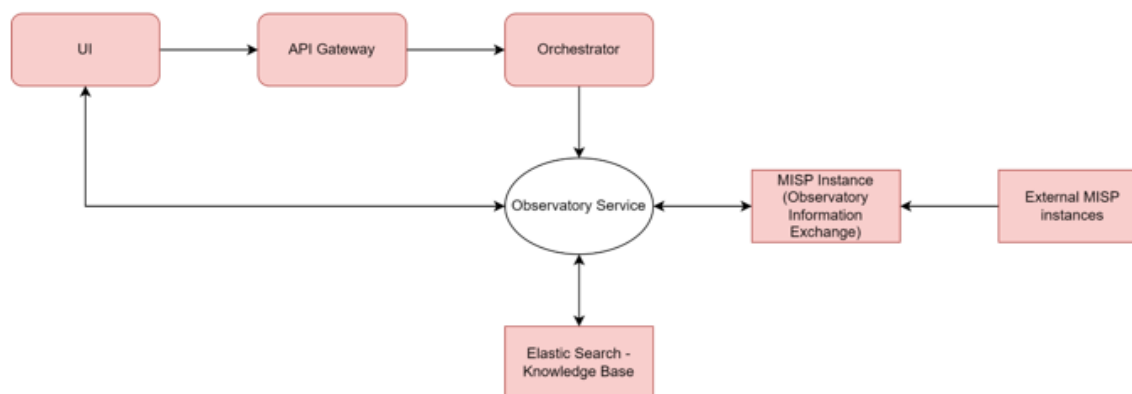 UI
API Gateway
Orchestrator
Observatory Service
MISP Instance
(Observatory
Information
Exchange)
External MISP
instances
Elastic Search -
Knowledge Base